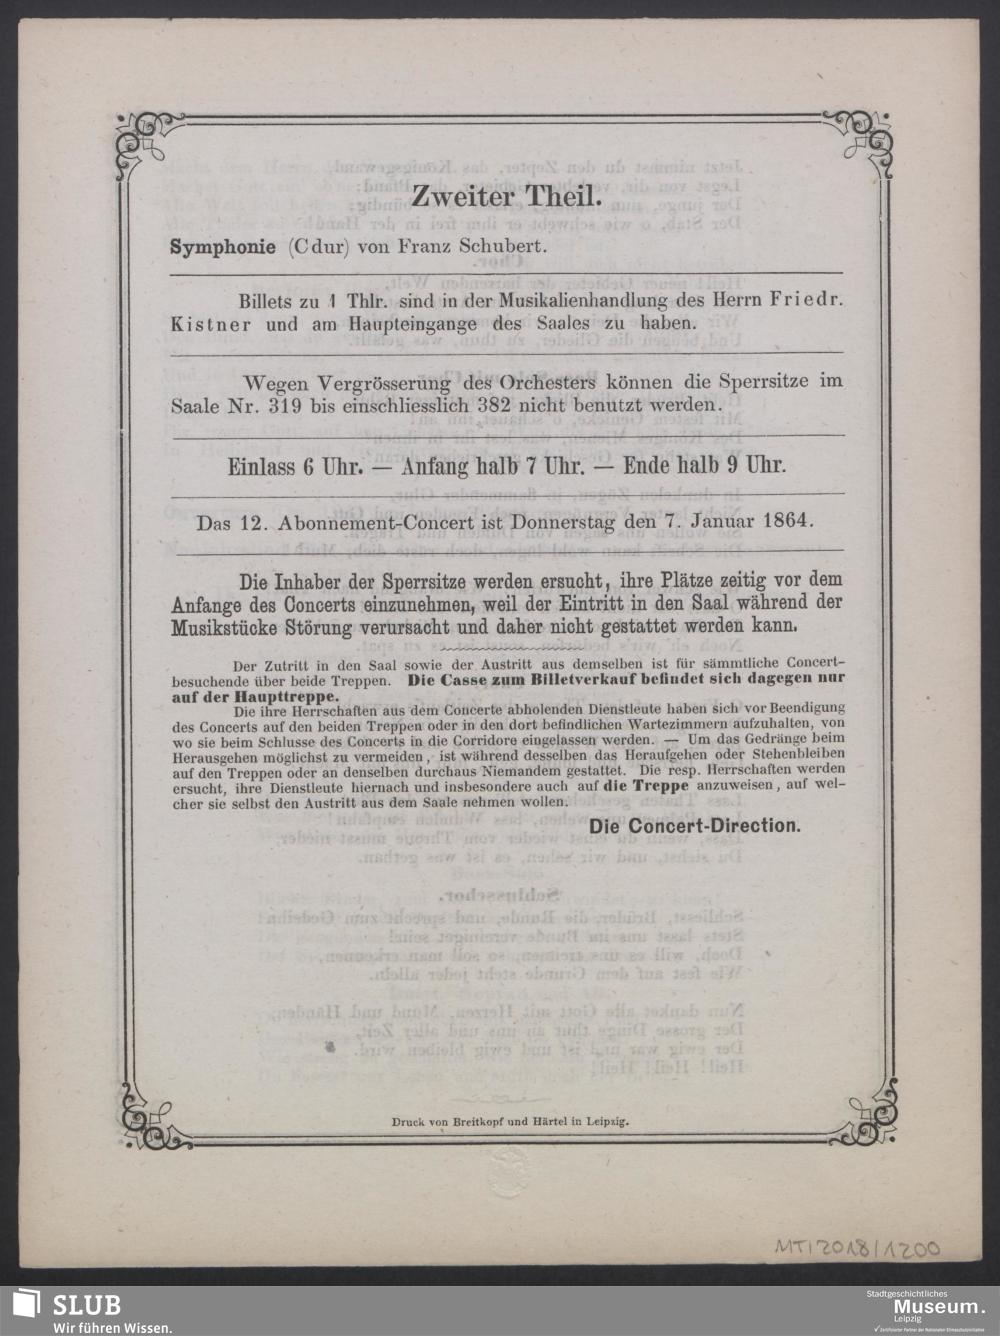 Zweiter Theil.
Symphonie (Cdur) von Franz Schubert.
Billets zu 1 Thlr. sind in der Musikalienhandlung des Herrn Friedr.
Kistner und am Haupteingange des Saales zu haben.
Wegen Vergrösserung des Orchesters können die Sperrsitze im
Saale Nr. 319 bis einschliesslich 382 nicht benutzt werden.
Einlass 6 Uhr. — Anfang halb 7 Uhr. — Ende halb 9 Uhr.
Das 12. Abonnement-Concert ist Donnerstag den 7. Januar 1864.
Die Inhaber der Sperrsitze werden ersucht, ihre Plätze zeitig vor dem
Anfange des Concerts einzunehmen, weil der Eintritt in den Saal während der
Musikstücke Störung verursacht und daher nicht gestattet werden kann.
Der Zutritt in den Saal sowie der Austritt aus demselben ist für sämmtliche Concert-
besuchende über beide Treppen. Die Casse zum Billetverkauf befindet sich dagegen nur
auf der Haupttreppe.
Die ihre Herrschaften aus dem Concerte abholenden Dienstleute haben sich vor Beendigung
des Concerts auf den beiden Treppen oder in den dort befindlichen Wartezimmern aufzuhalten, von
wo sie beim Schlusse des Concerts in die Corridore eingelassen werden. — Um das Gedränge beim
Herausgehen möglichst zu vermeiden, ist während desselben das Heraufgehen oder Stehenbleiben
auf den Treppen oder an denselben durchaus Niemandem gestattet. Die resp. Herrschaften werden
ersucht, ihre Dienstleute hiernach und insbesondere auch auf die Treppe anzuweisen, auf wel-
cher sie selbst den Austritt aus dem Saale nehmen wollen.
Die Concert-Direction.
Druck von Breitkopf und Härtel in Leipzig.
MT/2018/1200
SLUB
Wir führen Wissen.
Stadtgeschichtliches
Museum.
Leipzig
Zertifizierter Partner der Nationalen Klimaschutzinitiative